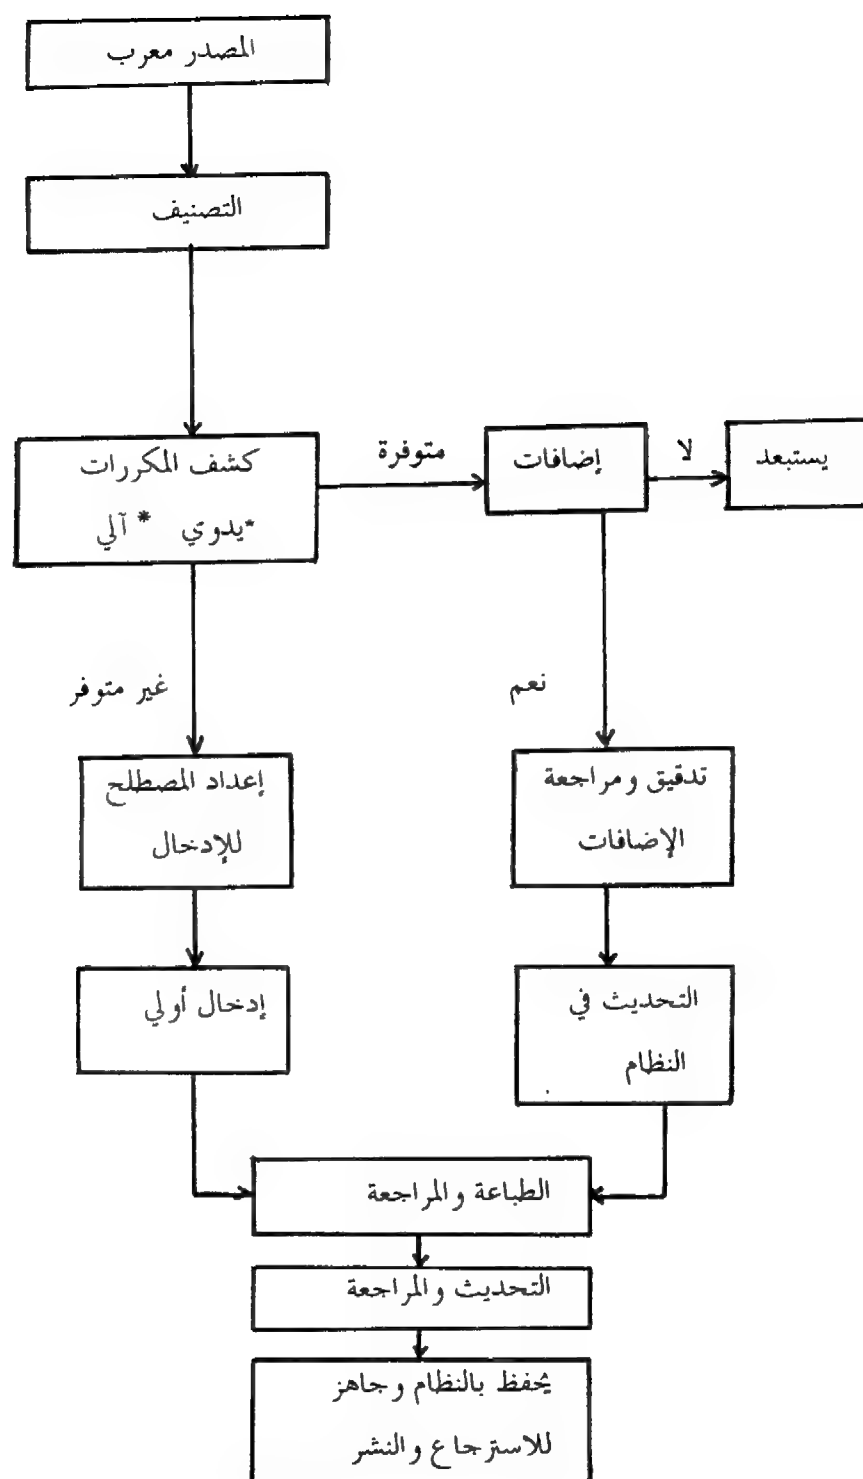 المصدر معرب
التصنيف
كشف المكررات
*يدوي * آلي
متوفرة
إضافات
لا
يستبعد
غير متوفر
نعم
إعداد المصطلح
للإدخال
تدقيق ومراجعة
الإضافات
إدخال أولي
التحديث في
النظام
الطباعة والمراجعة
التحديث والمراجعة
يحفظ بالنظام وجاهز
للاسترجاع والنشر